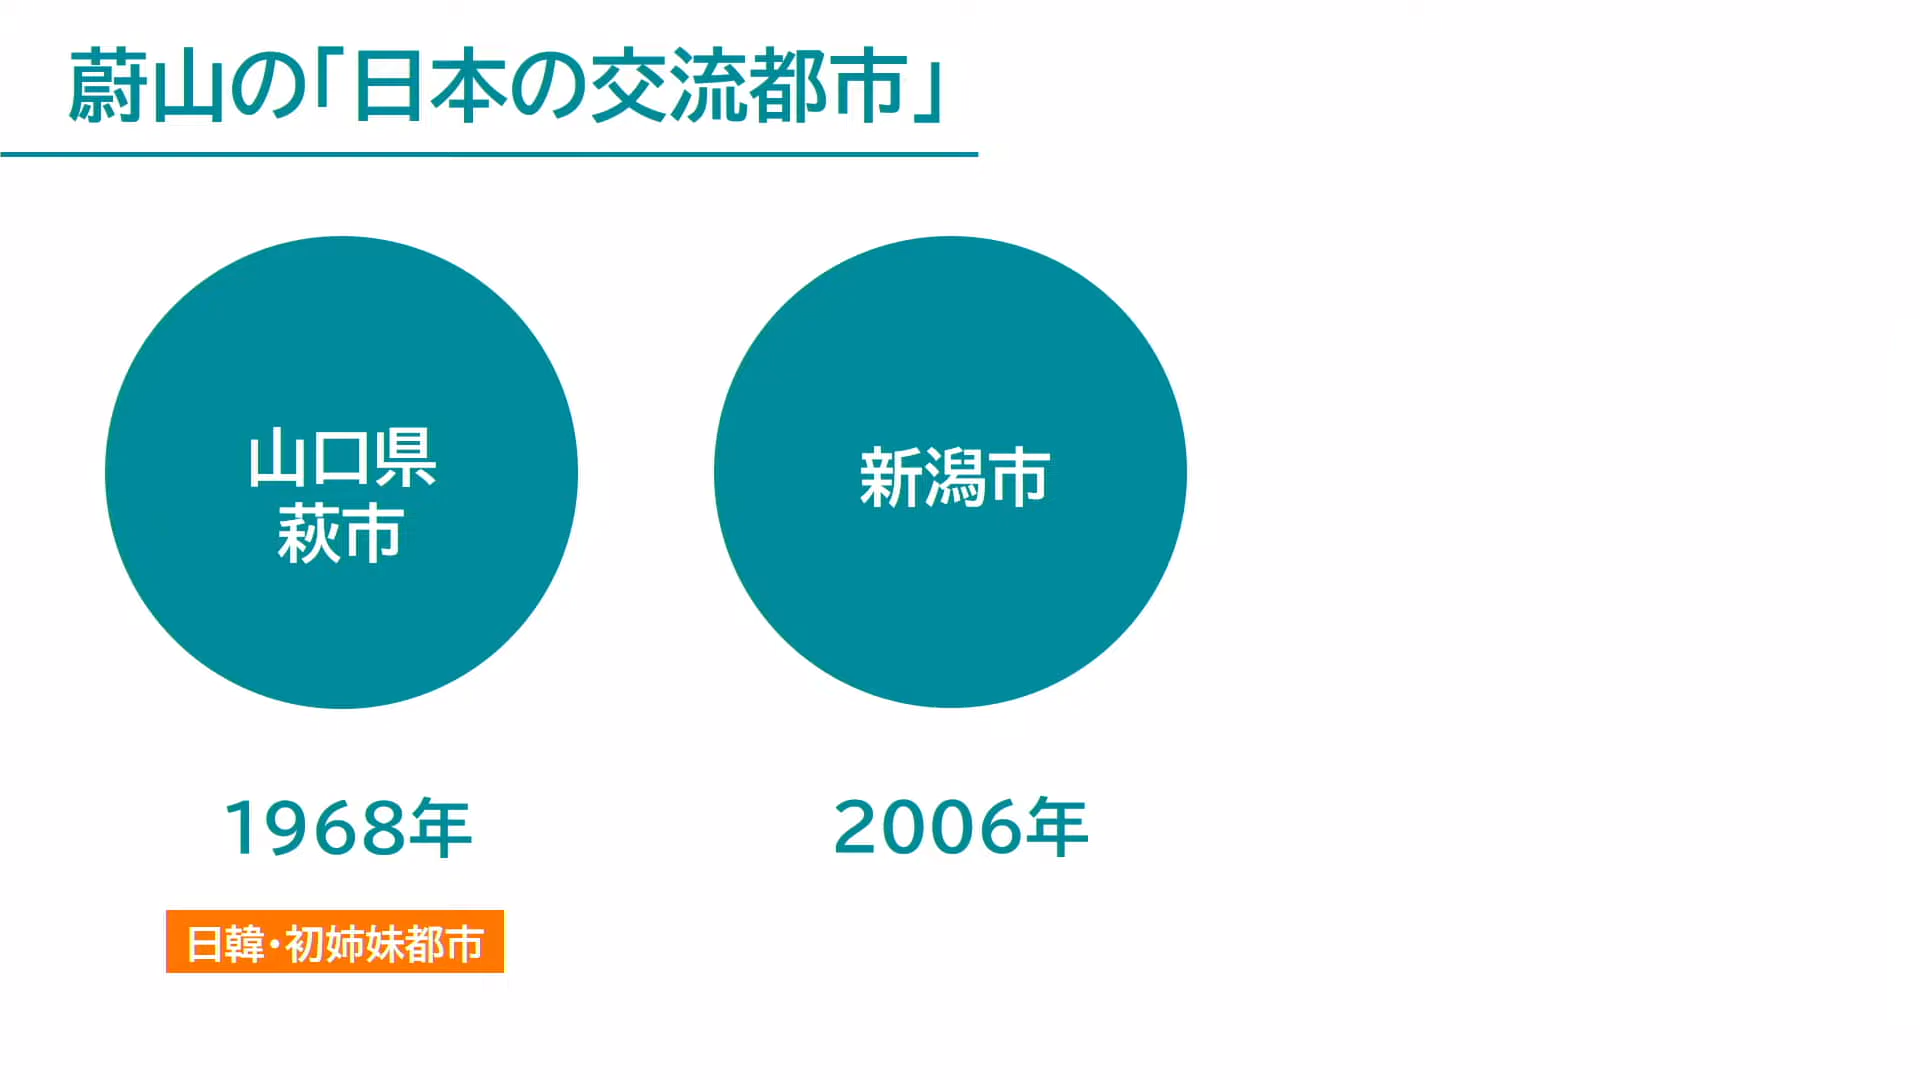 蔚山の「日本の交流都市」
山口県
萩市
新潟市
1968年
2006年
日韓・初姉妹都市